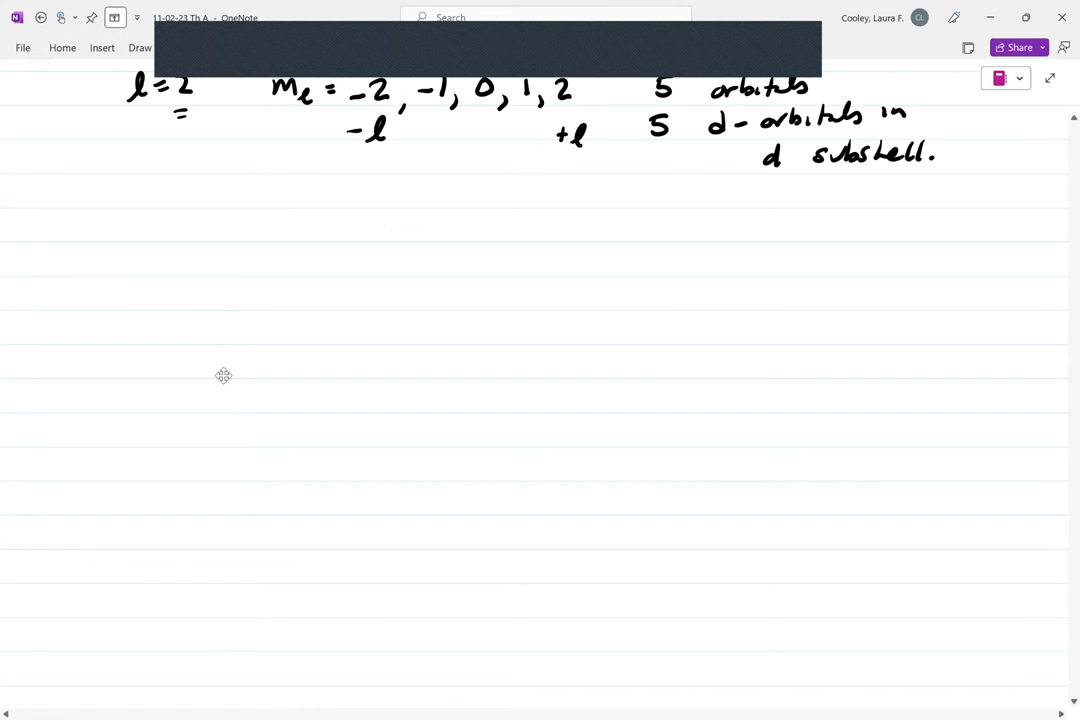 11-02-23 Th A - OneNote
Search
Cooley, Laura F.
CL
File Home Insert Draw
Share
l = 2 mₗ = -2, -1, 0, 1, 2 5 orbitals
= -l +l 5 d-orbitals in
d subshell.